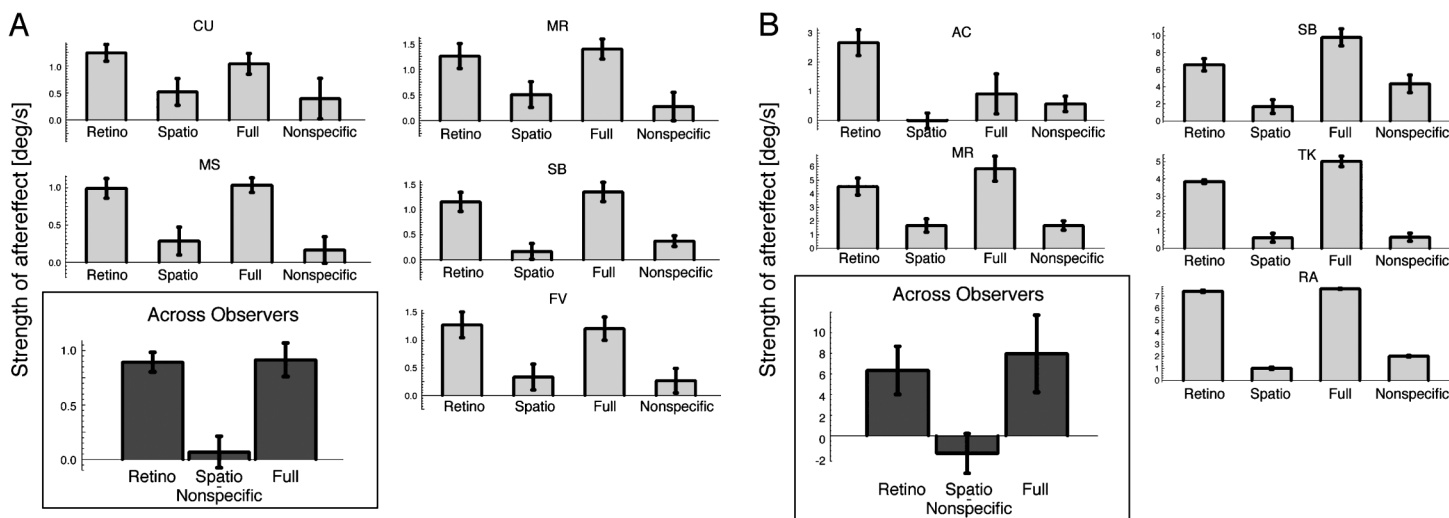 A
Strength of aftereffect [deg/s]
CU
1.0
0.5
0.0
Retino Spatio Full Nonspecific
MR
1.5
1.0
0.5
0.0
Retino Spatio Full Nonspecific
MS
1.0
0.5
0.0
Retino Spatio Full Nonspecific
SB
1.5
1.0
0.5
0.0
Retino Spatio Full Nonspecific
Across Observers
1.0
0.5
0.0
Retino Spatio Full
-
Nonspecific
FV
1.5
1.0
0.5
0.0
Retino Spatio Full Nonspecific
B
Strength of aftereffect [deg/s]
AC
3
2
1
0
Retino Spatio Full Nonspecific
SB
10
8
6
4
2
0
Retino Spatio Full Nonspecific
MR
6
5
4
3
2
1
0
Retino Spatio Full Nonspecific
TK
5
4
3
2
1
0
Retino Spatio Full Nonspecific
Across Observers
10
8
6
4
2
0
-2
Retino Spatio Full
-
Nonspecific
RA
7
6
5
4
3
2
1
0
Retino Spatio Full Nonspecific